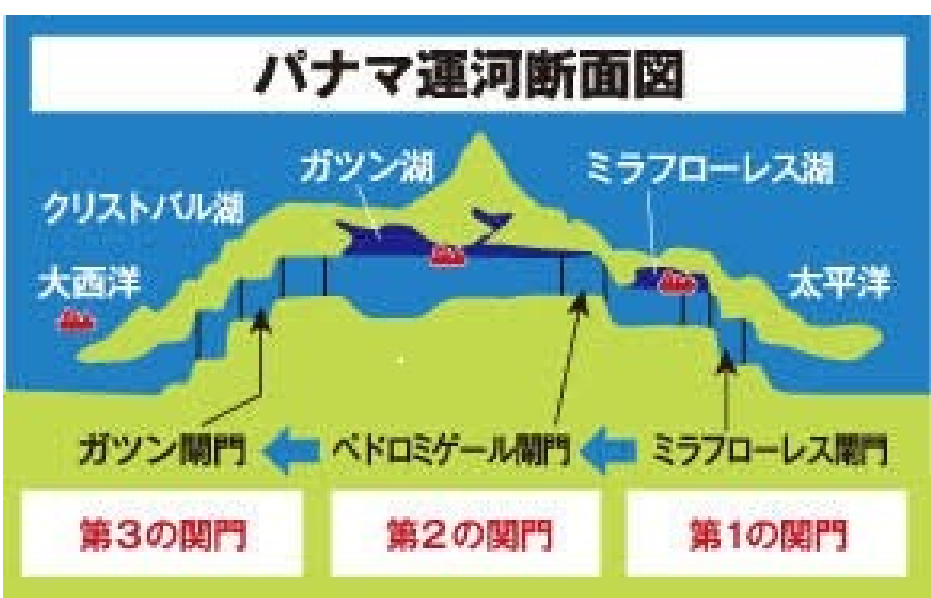 パナマ運河断面図
ガツン湖
ミラフローレス湖
クリストバル湖
大西洋
太平洋
ガツン閘門
ペドロミゲール閘門
ミラフローレス閘門
第3の関門
第2の関門
第1の関門